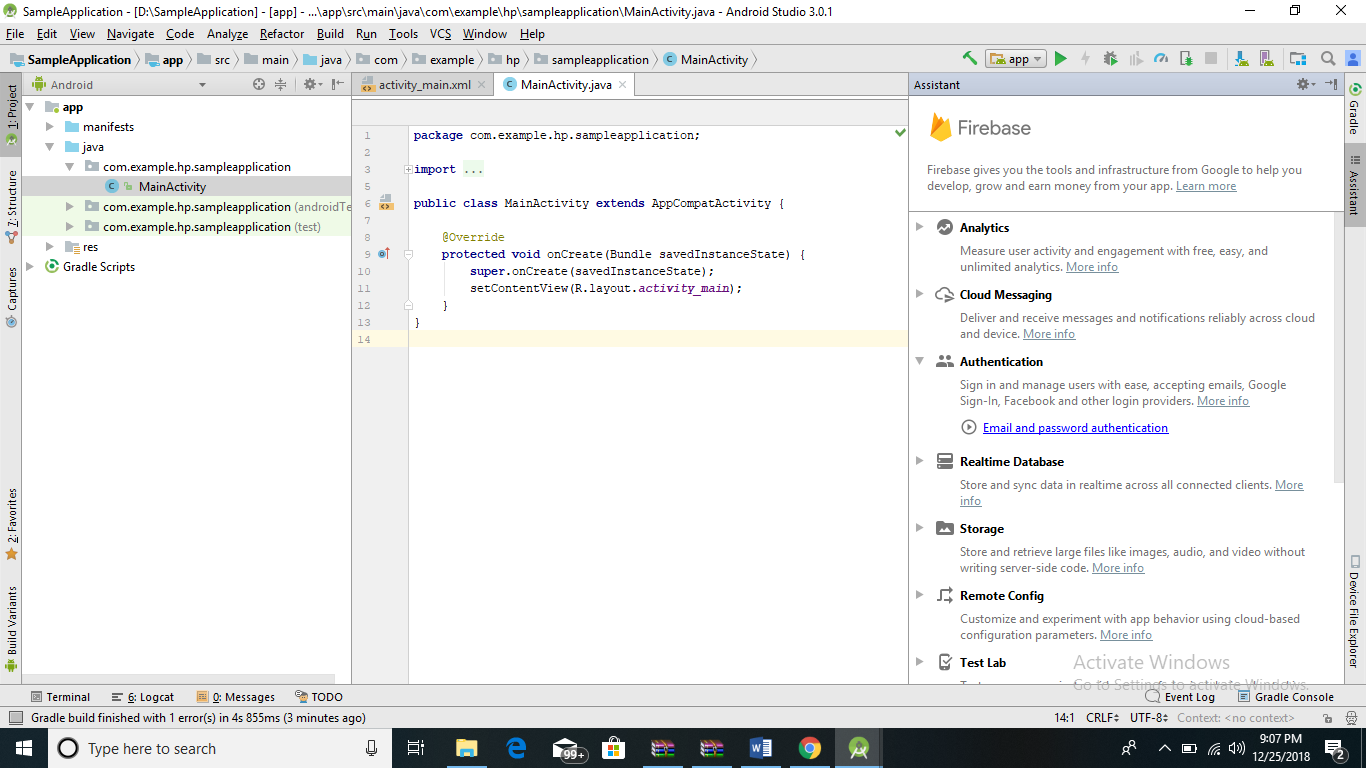 SampleApplication - [D:\SampleApplication] - [app] - ...\app\src\main\java\com\example\hp\sampleapplication\MainActivity.java - Android Studio 3.0.1
File Edit View Navigate Code Analyze Refactor Build Run Tools VCS Window Help
SampleApplication app src main java com example hp sampleapplication MainActivity
app
1: Project
7: Structure
Captures
2: Favorites
Build Variants
Android
app
manifests
java
com.example.hp.sampleapplication
MainActivity
com.example.hp.sampleapplication (androidTe
com.example.hp.sampleapplication (test)
res
Gradle Scripts
activity_main.xml
MainActivity.java
1 package com.example.hp.sampleapplication;
2
3 import ...
5
6 public class MainActivity extends AppCompatActivity {
7
8 @Override
9 protected void onCreate(Bundle savedInstanceState) {
10 super.onCreate(savedInstanceState);
11 setContentView(R.layout.activity_main);
12 }
13 }
14
Assistant
Firebase
Firebase gives you the tools and infrastructure from Google to help you
develop, grow and earn money from your app. Learn more
Analytics
Measure user activity and engagement with free, easy, and
unlimited analytics. More info
Cloud Messaging
Deliver and receive messages and notifications reliably across cloud
and device. More info
Authentication
Sign in and manage users with ease, accepting emails, Google
Sign-In, Facebook and other login providers. More info
Email and password authentication
Realtime Database
Store and sync data in realtime across all connected clients. More
info
Storage
Store and retrieve large files like images, audio, and video without
writing server-side code. More info
Remote Config
Customize and experiment with app behavior using cloud-based
configuration parameters. More info
Test Lab
Activate Windows
Go to Settings to activate Windows.
Gradle
Assistant
Device File Explorer
Terminal 6: Logcat 0: Messages TODO
Event Log Gradle Console
Gradle build finished with 1 error(s) in 4s 855ms (3 minutes ago)
14:1 CRLF UTF-8 Context: <no context>
Type here to search
99+
9:07 PM
12/25/2018
2